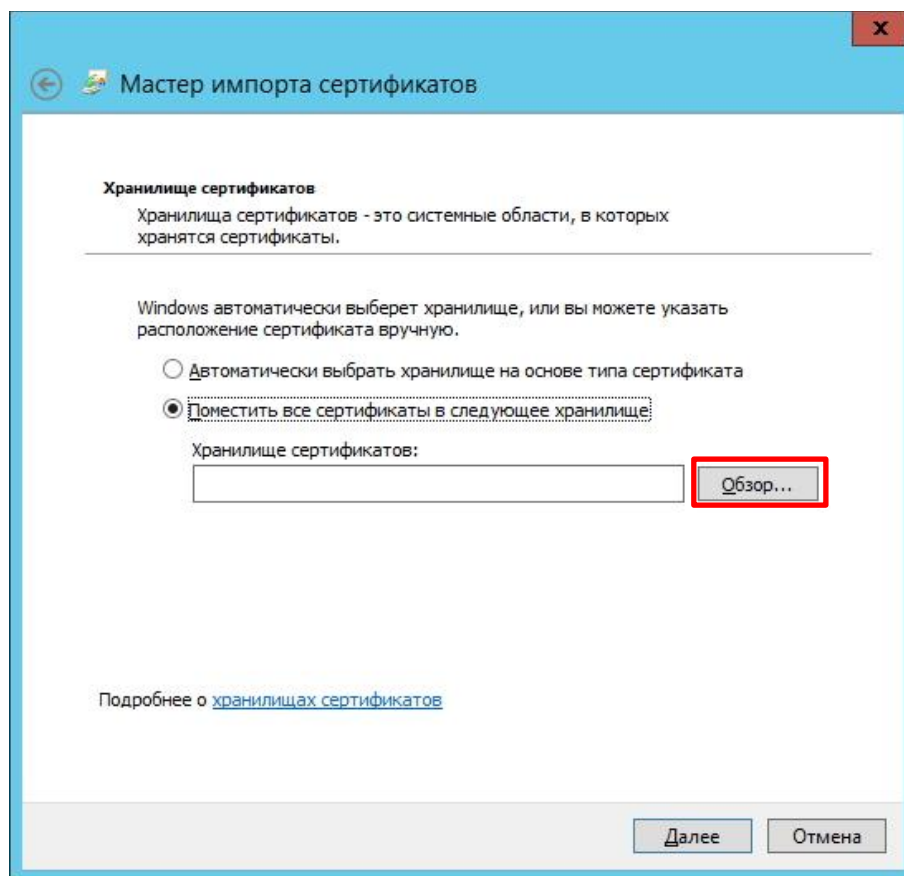 x
Мастер импорта сертификатов
Хранилище сертификатов
Хранилища сертификатов - это системные области, в которых
хранятся сертификаты.
Windows автоматически выберет хранилище, или вы можете указать
расположение сертификата вручную.
Автоматически выбрать хранилище на основе типа сертификата
Поместить все сертификаты в следующее хранилище
Хранилище сертификатов:
Обзор...
Подробнее о хранилищах сертификатов
Далее Отмена